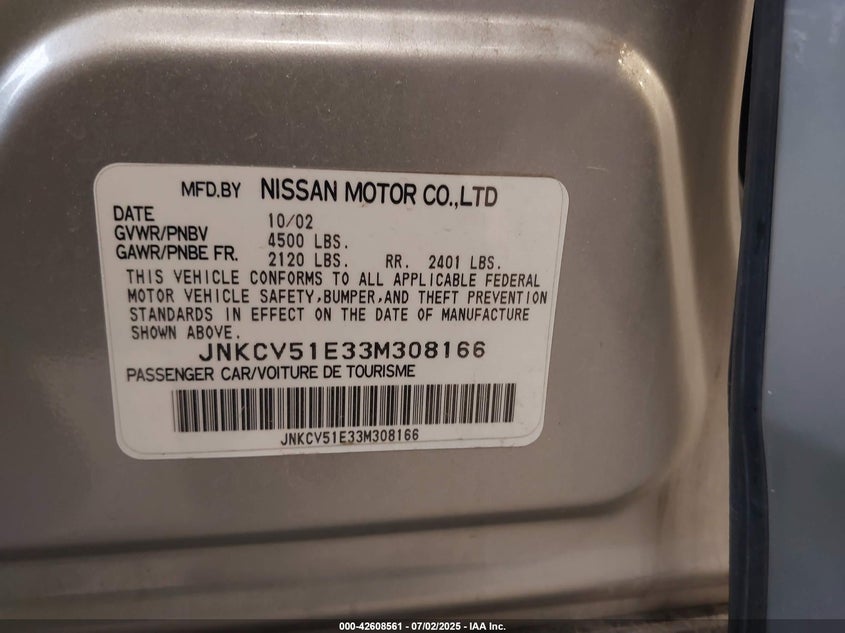 MFD.BY NISSAN MOTOR CO.,LTD
DATE 10/02
GVWR/PNBV 4500 LBS.
GAWR/PNBE FR. 2120 LBS. RR. 2401 LBS.
THIS VEHICLE CONFORMS TO ALL APPLICABLE FEDERAL
MOTOR VEHICLE SAFETY,BUMPER,AND THEFT PREVENTION
STANDARDS IN EFFECT ON THE DATE OF MANUFACTURE
SHOWN ABOVE.
JNKCV51E33M308166
PASSENGER CAR/VOITURE DE TOURISME
JNKCV51E33M308166
000-42608561 - 07/02/2025 - IAA Inc.